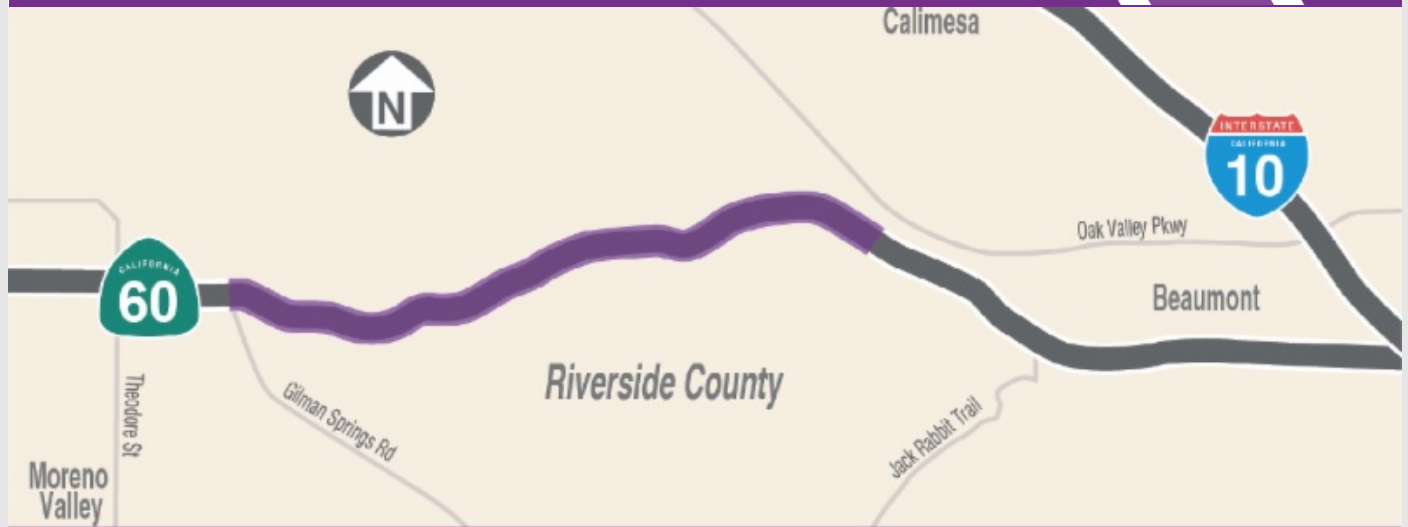 Calimesa
N
INTERSTATE
CALIFORNIA
10
Oak Valley Pkwy
CALIFORNIA
60
Beaumont
Riverside County
Theodore St
Gilman Springs Rd
Jack Rabbit Trail
Moreno
Valley